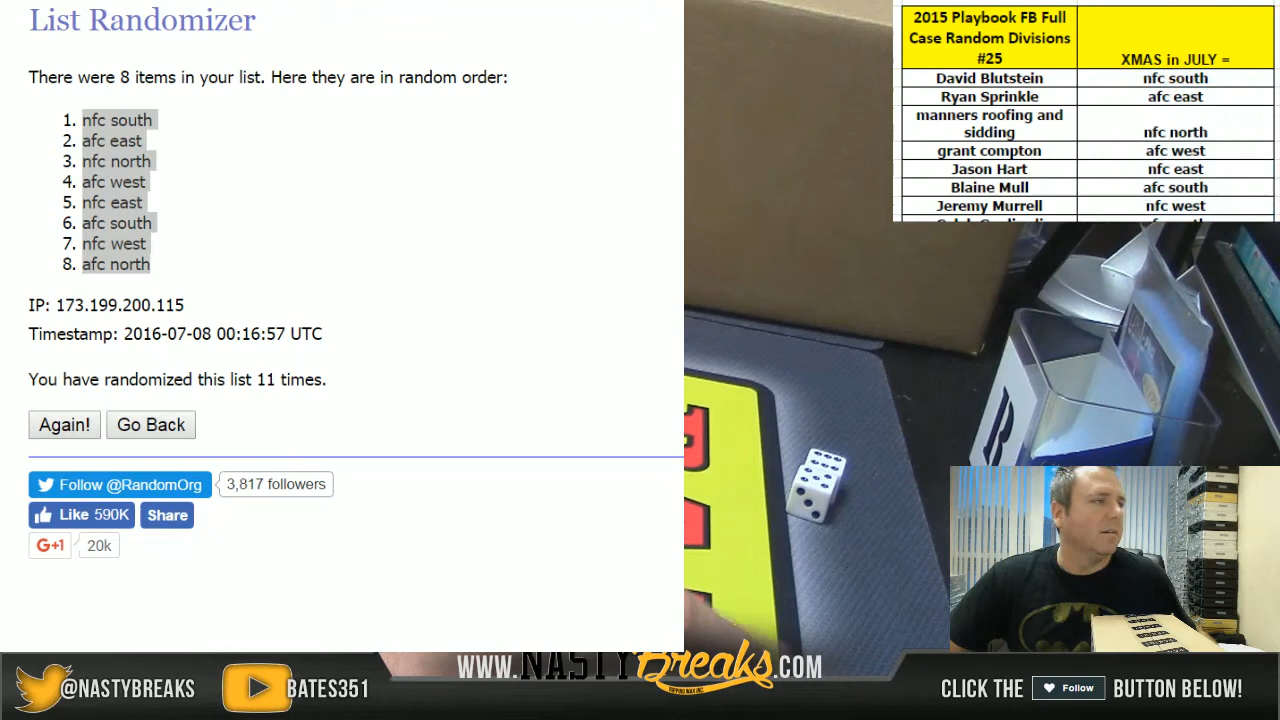 List Randomizer
There were 8 items in your list. Here they are in random order:
1. nfc south
2. afc east
3. nfc north
4. afc west
5. nfc east
6. afc south
7. nfc west
8. afc north
IP: 173.199.200.115
Timestamp: 2016-07-08 00:16:57 UTC
You have randomized this list 11 times.
Again! Go Back
Follow @RandomOrg 3,817 followers
Like 590K Share
G+1 20k
2015 Playbook FB Full
Case Random Divisions
#25 XMAS in JULY =
David Blutstein nfc south
Ryan Sprinkle afc east
manners roofing and
sidding nfc north
grant compton afc west
Jason Hart nfc east
Blaine Mull afc south
Jeremy Murrell nfc west
B
@NASTYBREAKS
BATES351
WWW.NASTYBreaks.COM
RIPPING WAX INC.
CLICK THE Follow BUTTON BELOW!